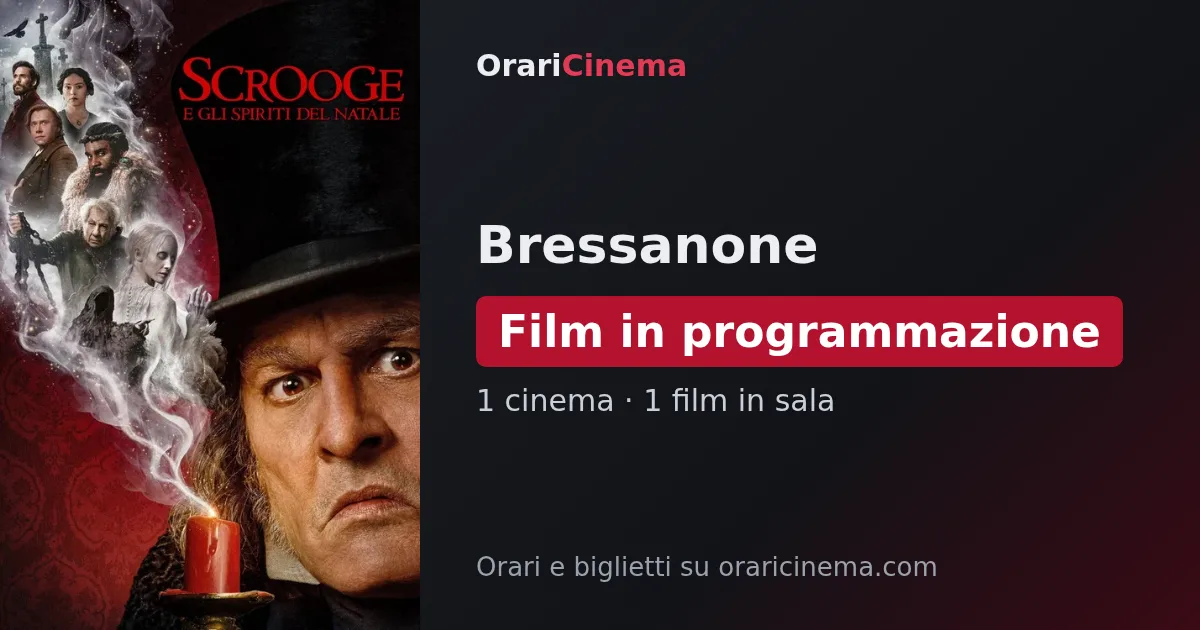 SCROOGE
E GLI SPIRITI DEL NATALE
OrariCinema
Bressanone
Film in programmazione
1 cinema · 1 film in sala
Orari e biglietti su oraricinema.com